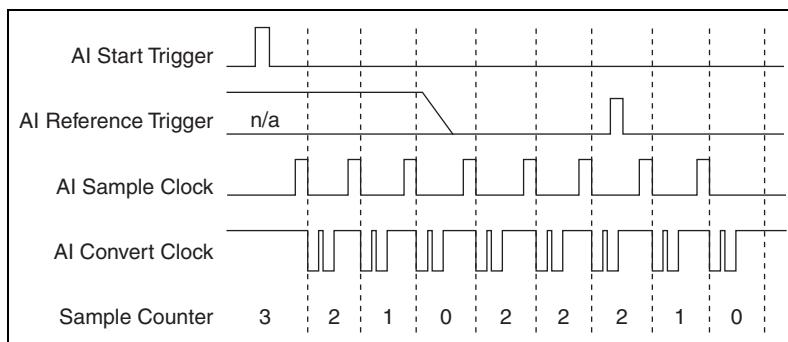 AI Start Trigger
AI Reference Trigger n/a
AI Sample Clock
AI Convert Clock
Sample Counter 3 2 1 0 2 2 2 1 0